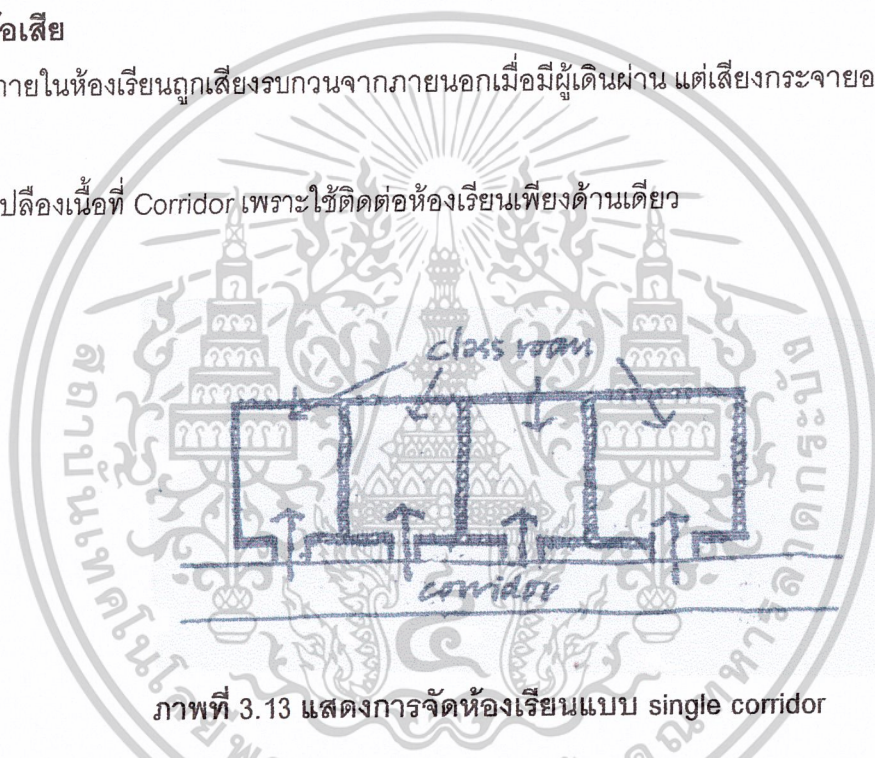 อเสีย
ภายในห้องเรียนถูกเสียงรบกวนจากภายนอกเมื่อมีผู้เดินผ่าน แต่เสียงกระจายอ
เปลืองเนื้อที่ Corridor เพราะใช้ติดต่อห้องเรียนเพียงด้านเดียว
class room
corridor
ภาพที่ 3.13 แสดงการจัดห้องเรียนแบบ single corridor